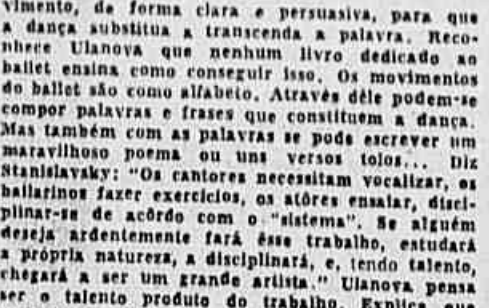 vimento, de forma clara e persuasiva, para que
a dança substitua a transcenda a palavra. Reco-
nhece Ulanova que nenhum livro dedicado ao
ballet ensina como conseguir isso. Os movimentos
do ballet são como alfabeto. Através dêle podem-se
compor palavras e frases que constituem a dança.
Mas também com as palavras se pode escrever um
maravilhoso poema ou uns versos tolos... Diz
Stanislavsky: "Os cantores necessitam vocalizar, os
bailarinos fazer exercícios, os atôres ensaiar, disci-
plinar-se de acôrdo com o "sistema". Se alguém
deseja ardentemente fará êsse trabalho, estudará
a própria natureza, a disciplinará, e, tendo talento,
chegará a ser um grande artista." Ulanova pensa
ser o talento produto do trabalho. Explica que